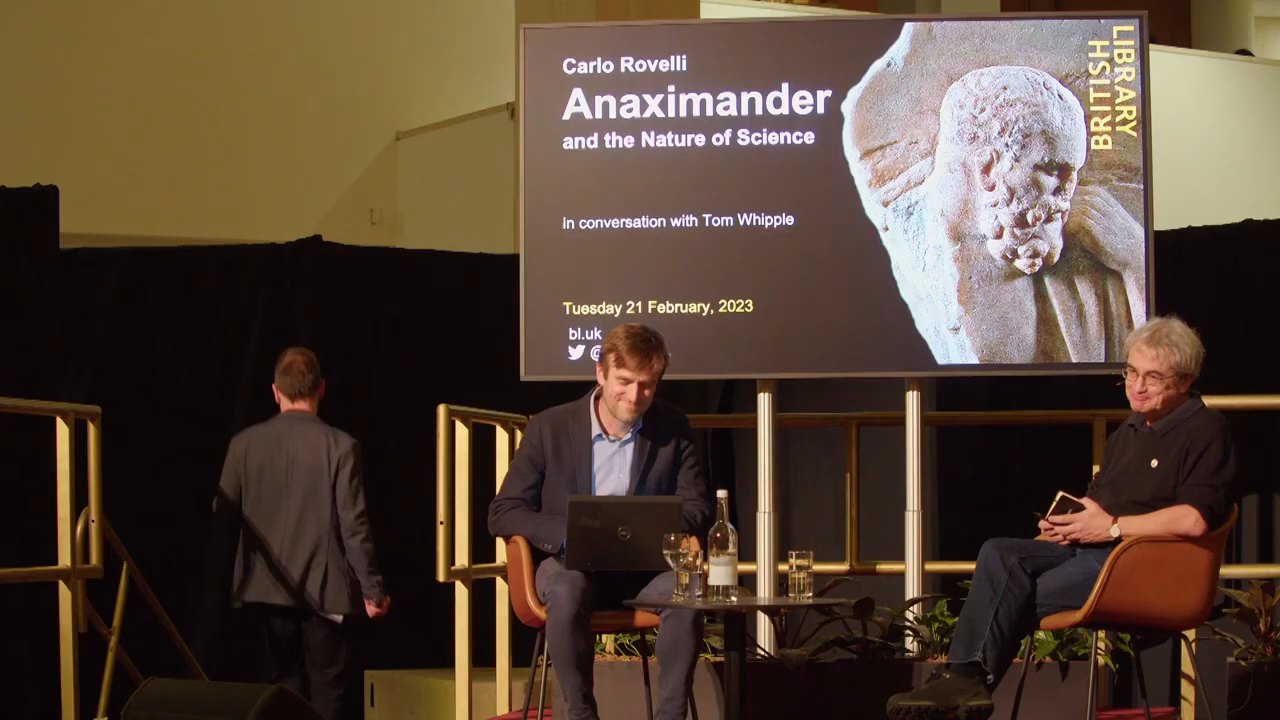 Carlo Rovelli
Anaximander
and the Nature of Science
In conversation with Tom Whipple
Tuesday 21 February, 2023
bl.uk
@
LIBRARY
BRITISH
DELL